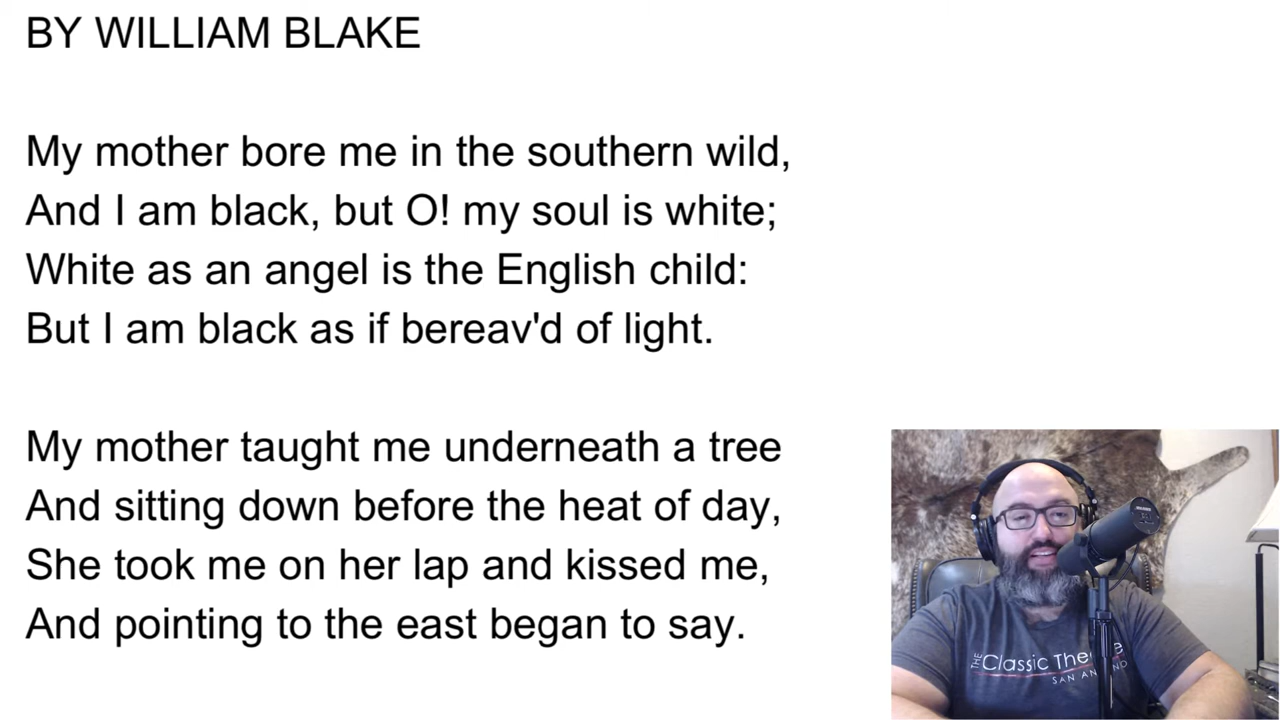 BY WILLIAM BLAKE
My mother bore me in the southern wild,
And I am black, but O! my soul is white;
White as an angel is the English child:
But I am black as if bereav'd of light.
My mother taught me underneath a tree
And sitting down before the heat of day,
She took me on her lap and kissed me,
And pointing to the east began to say.
THE Classic
SAN